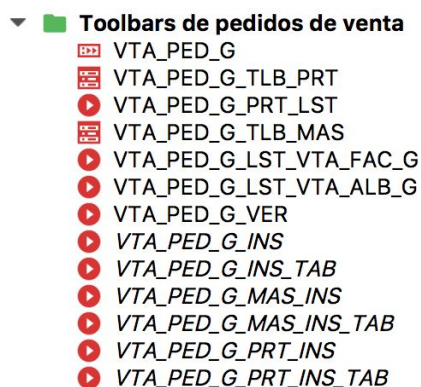 Toolbars de pedidos de venta
VTA_PED_G
VTA_PED_G_TLB_PRT
VTA_PED_G_PRT_LST
VTA_PED_G_TLB_MAS
VTA_PED_G_LST_VTA_FAC_G
VTA_PED_G_LST_VTA_ALB_G
VTA_PED_G_VER
VTA_PED_G_INS
VTA_PED_G_INS_TAB
VTA_PED_G_MAS_INS
VTA_PED_G_MAS_INS_TAB
VTA_PED_G_PRT_INS
VTA_PED_G_PRT_INS_TAB